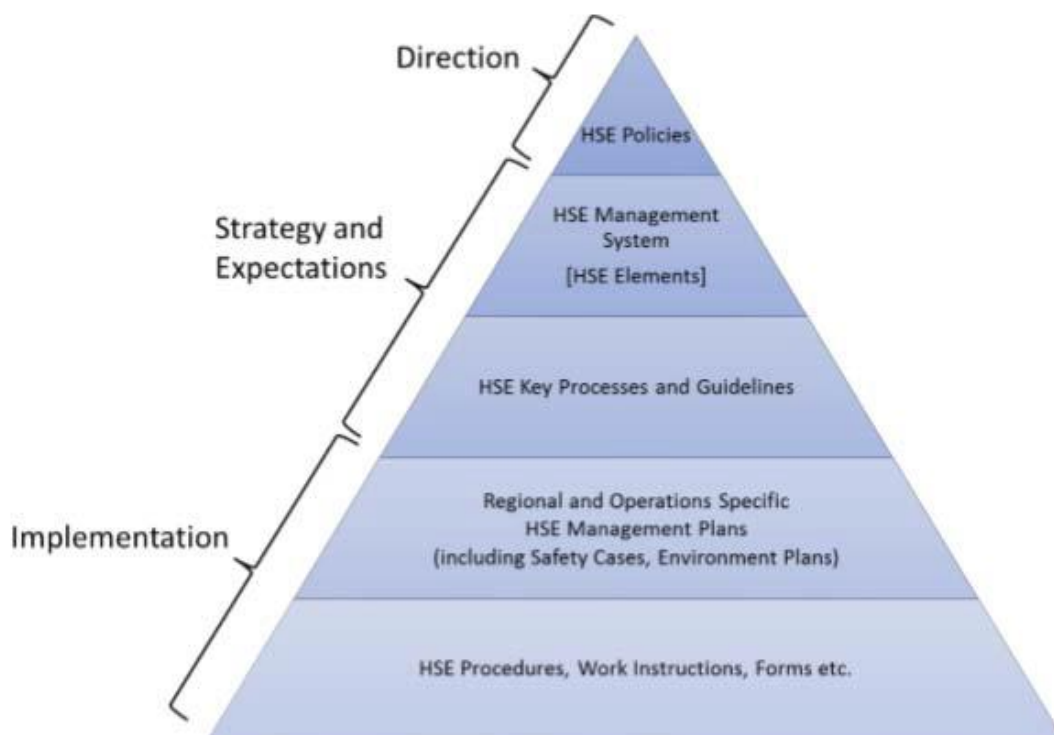 Direction
HSE Policies
Strategy and
Expectations
HSE Management
System
[HSE Elements]
HSE Key Processes and Guidelines
Implementation
Regional and Operations Specific
HSE Management Plans
(including Safety Cases, Environment Plans)
HSE Procedures, Work Instructions, Forms etc.